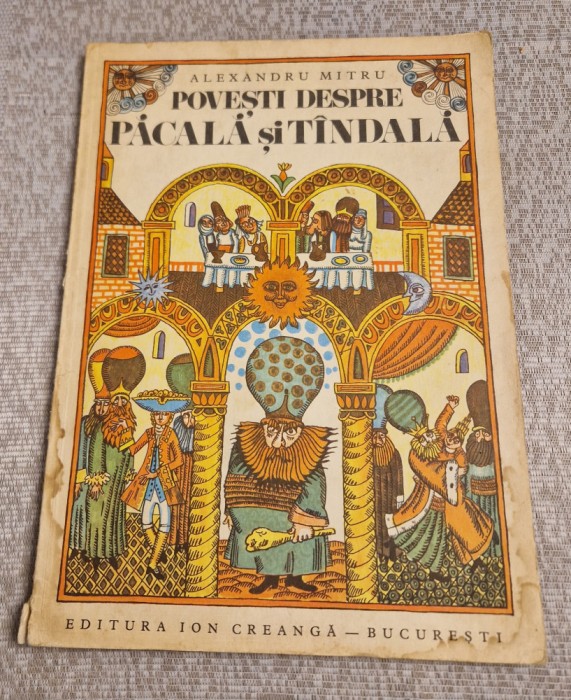 ALEXANDRU MITRU
POVEȘTI DESPRE
PĂCALĂ și TÎNDALĂ
EDITURA ION CREANGĂ — BUCUREȘTI